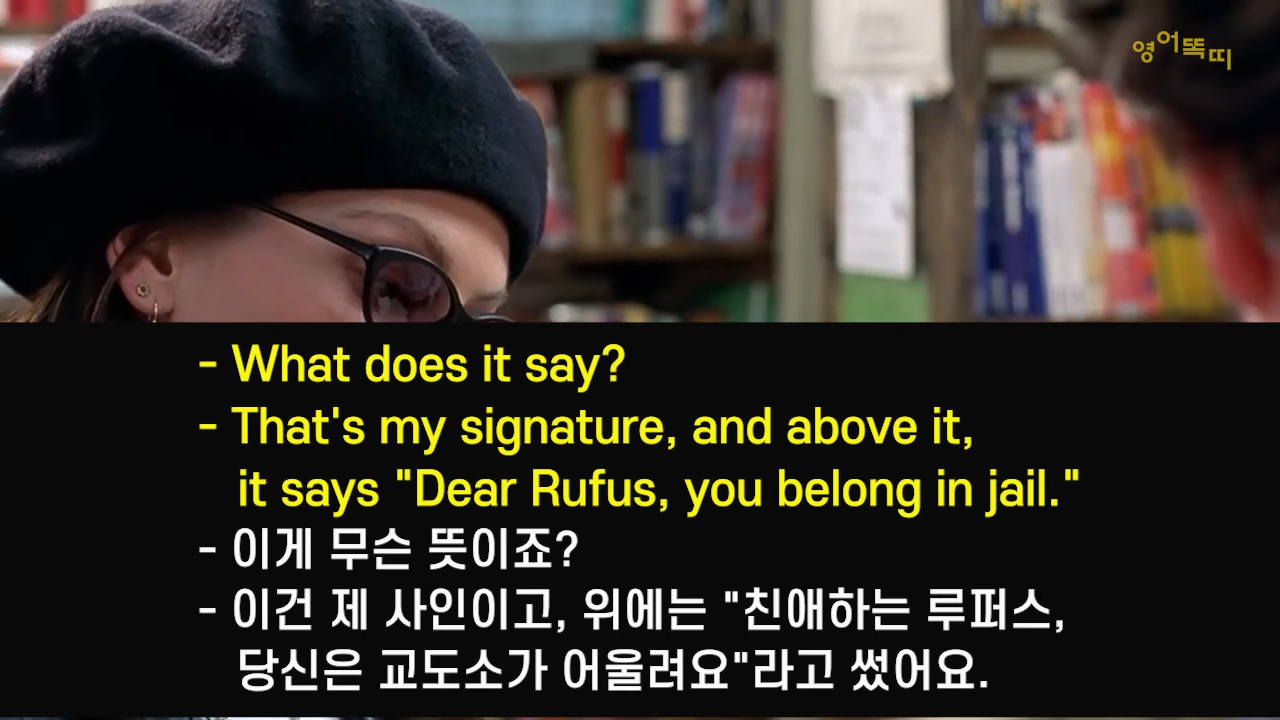 영어똑띠
- What does it say?
- That's my signature, and above it,
it says "Dear Rufus, you belong in jail."
- 이게 무슨 뜻이죠?
- 이건 제 사인이고, 위에는 "친애하는 루퍼스,
당신은 교도소가 어울려요"라고 썼어요.